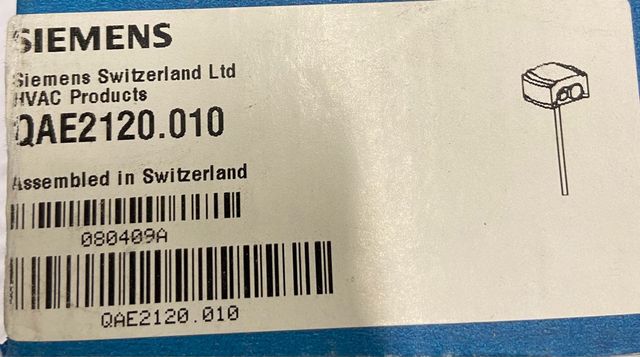 SIEMENS
Siemens Switzerland Ltd
HVAC Products
QAE2120.010
Assembled in Switzerland
080409A
QAE2120.010